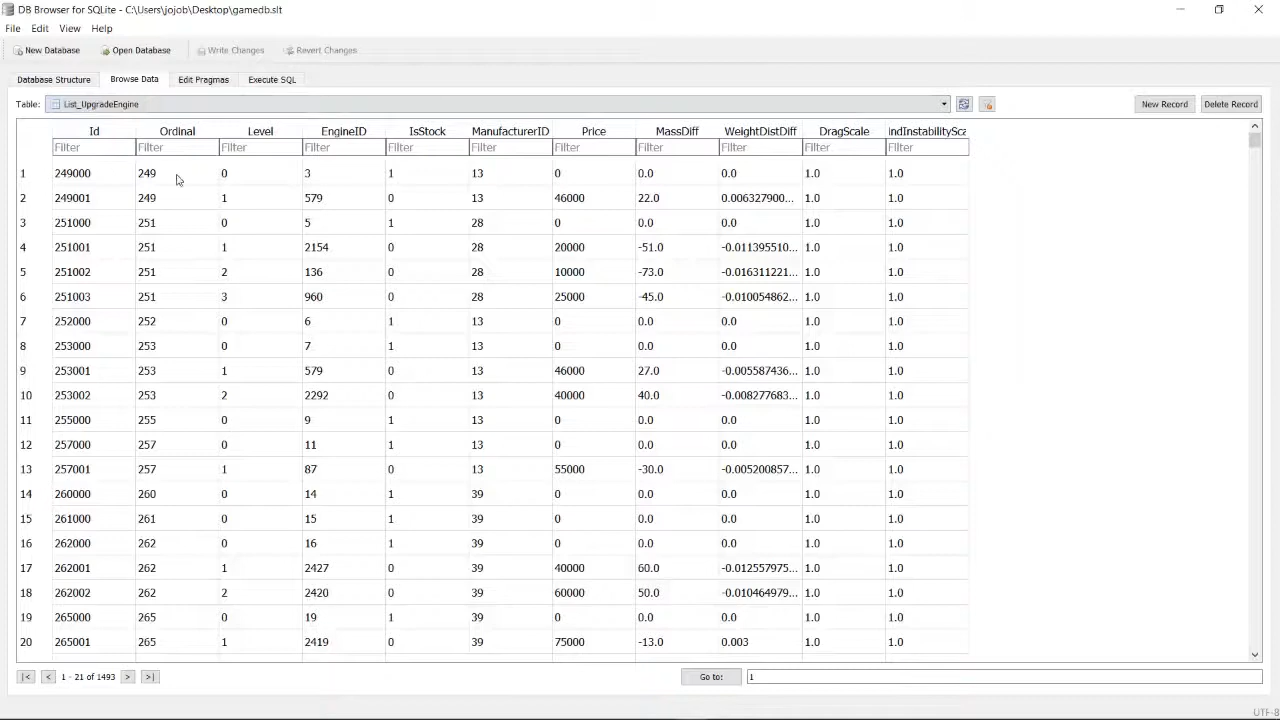 DB Browser for SQLite - C:\Users\jojob\Desktop\gamedb.slt
File Edit View Help
New Database Open Database Write Changes Revert Changes
Database Structure Browse Data Edit Pragmas Execute SQL
Table: List_UpgradeEngine New Record Delete Record
Id Ordinal Level EngineID IsStock ManufacturerID Price MassDiff WeightDistDiff DragScale indInstabilitySca
Filter Filter Filter Filter Filter Filter Filter Filter Filter Filter Filter
1 249000 249 0 3 1 13 0 0.0 0.0 1.0 1.0
2 249001 249 1 579 0 13 46000 22.0 0.006327900... 1.0 1.0
3 251000 251 0 5 1 28 0 0.0 0.0 1.0 1.0
4 251001 251 1 2154 0 28 20000 -51.0 -0.011395510... 1.0 1.0
5 251002 251 2 136 0 28 10000 -73.0 -0.016311221... 1.0 1.0
6 251003 251 3 960 0 28 25000 -45.0 -0.010054862... 1.0 1.0
7 252000 252 0 6 1 13 0 0.0 0.0 1.0 1.0
8 253000 253 0 7 1 13 0 0.0 0.0 1.0 1.0
9 253001 253 1 579 0 13 46000 27.0 -0.005587436... 1.0 1.0
10 253002 253 2 2292 0 13 40000 40.0 -0.008277683... 1.0 1.0
11 255000 255 0 9 1 13 0 0.0 0.0 1.0 1.0
12 257000 257 0 11 1 13 0 0.0 0.0 1.0 1.0
13 257001 257 1 87 0 13 55000 -30.0 -0.005200857... 1.0 1.0
14 260000 260 0 14 1 39 0 0.0 0.0 1.0 1.0
15 261000 261 0 15 1 39 0 0.0 0.0 1.0 1.0
16 262000 262 0 16 1 39 0 0.0 0.0 1.0 1.0
17 262001 262 1 2427 0 39 40000 60.0 -0.012557975... 1.0 1.0
18 262002 262 2 2420 0 39 60000 50.0 -0.010464979... 1.0 1.0
19 265000 265 0 19 1 39 0 0.0 0.0 1.0 1.0
20 265001 265 1 2419 0 39 75000 -13.0 0.003 1.0 1.0
|< < 1 - 21 of 1493 > >| Go to: 1
UTF-8